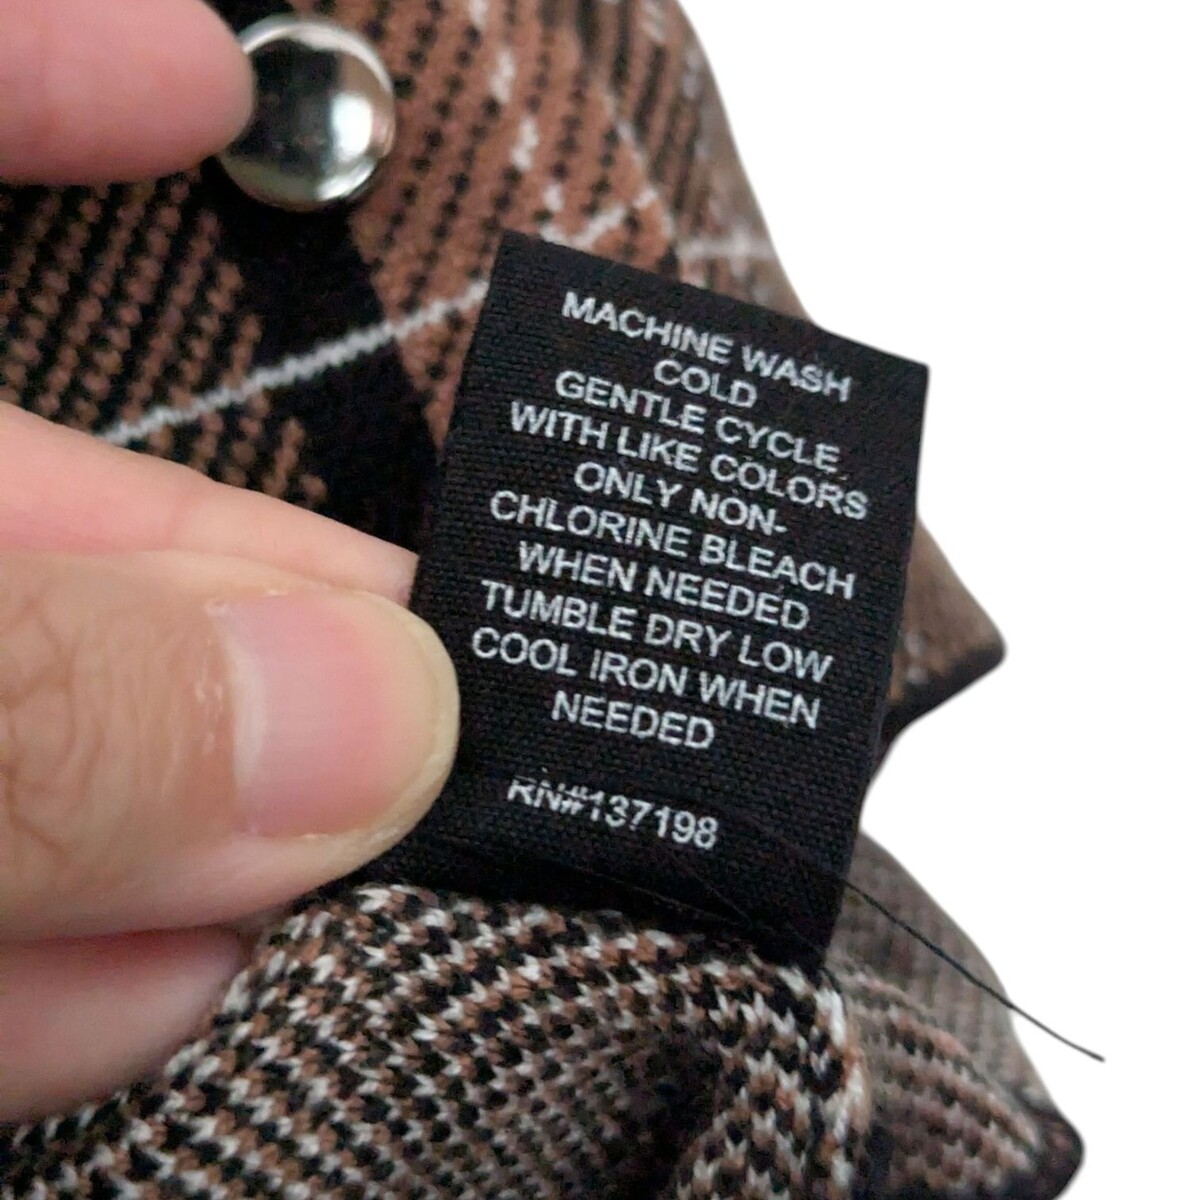 MACHINE WASH
COLD
GENTLE CYCLE
WITH LIKE COLORS
ONLY NON-
CHLORINE BLEACH
WHEN NEEDED
TUMBLE DRY LOW
COOL IRON WHEN
NEEDED
RN#137198